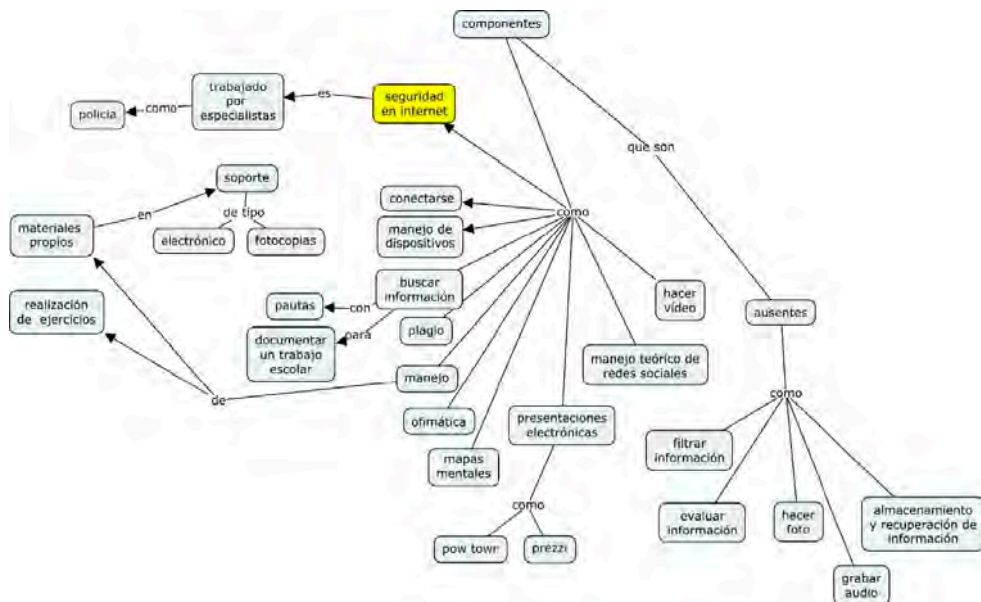 componentes
trabajado
por
especialistas
es
seguridad
en internet
como
policía
que son
soporte
conectarse
como
en
de tipo
materiales
propios
manejo de
dispositivos
electrónico
fotocopias
buscar
información
hacer
vídeo
realización
de ejercicios
pautas
con
ausentes
plagio
para
documentar
un trabajo
escolar
manejo teórico de
redes sociales
manejo
de
como
ofimática
presentaciones
electrónicas
filtrar
información
mapas
mentales
como
evaluar
información
hacer
foto
almacenamiento
y recuperación de
información
pow town
prezzi
grabar
audio